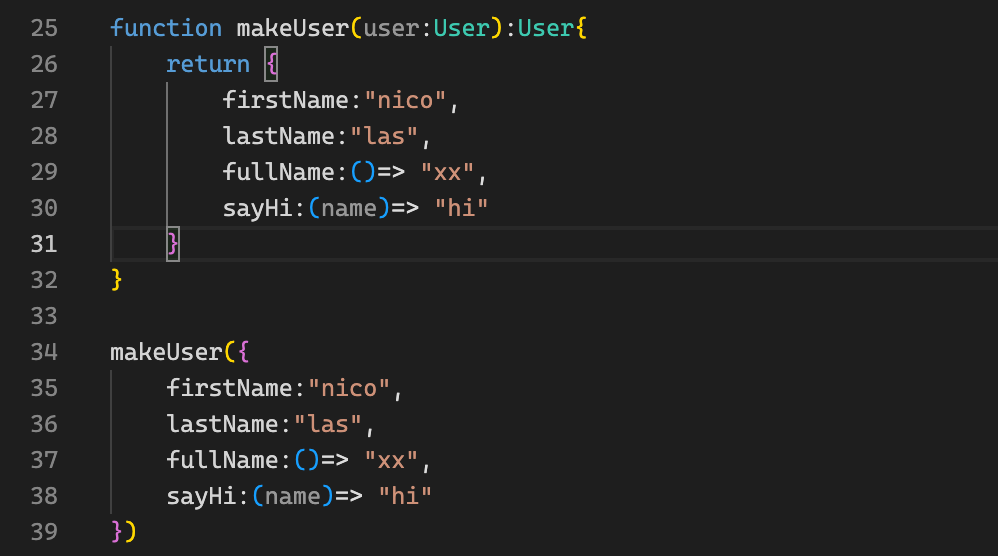 25 function makeUser(user:User):User{
26 return {
27 firstName:"nico",
28 lastName:"las",
29 fullName:()=> "xx",
30 sayHi:(name)=> "hi"
31 }
32 }
33
34 makeUser({
35 firstName:"nico",
36 lastName:"las",
37 fullName:()=> "xx",
38 sayHi:(name)=> "hi"
39 })